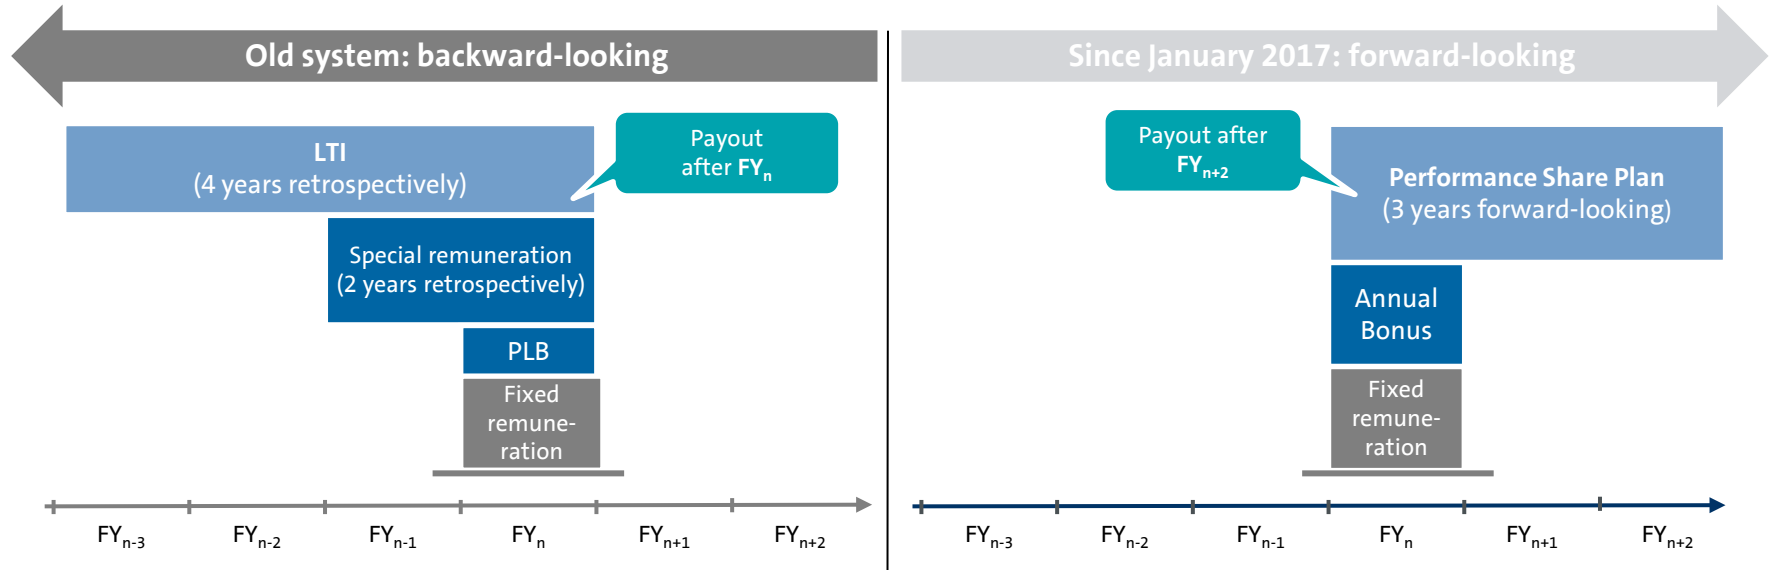 Old system: backward-looking
LTI
(4 years retrospectively)
Payout
after FYn
Special remuneration
(2 years retrospectively)
PLB
Fixed
remune-
ration
FYn-3 FYn-2 FYn-1 FYn FYn+1 FYn+2
Since January 2017: forward-looking
Payout after
FYn+2
Performance Share Plan
(3 years forward-looking)
Annual
Bonus
Fixed
remune-
ration
FYn-3 FYn-2 FYn-1 FYn FYn+1 FYn+2